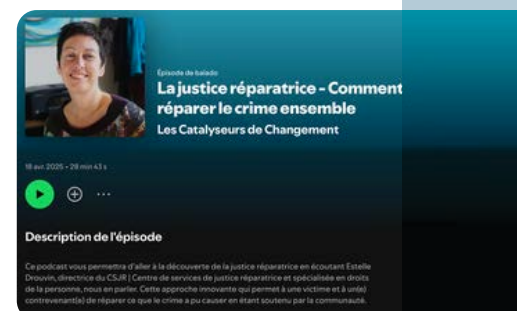 Épisode de balado
La justice réparatrice - Comment
réparer le crime ensemble
Les Catalyseurs de Changement
18 avr. 2025 • 29 min 43 s
Description de l'épisode
Ce podcast vous permettra d'aller à la découverte de la justice réparatrice en écoutant Estelle
Drouvin, directrice du CSJR | Centre de services de justice réparatrice et spécialisée en droits
de la personne, nous en parler. Cette approche innovante qui permet à une victime et à un(e)
contrevenant(e) de réparer ce que le crime a pu causer en étant soutenu par la communauté.